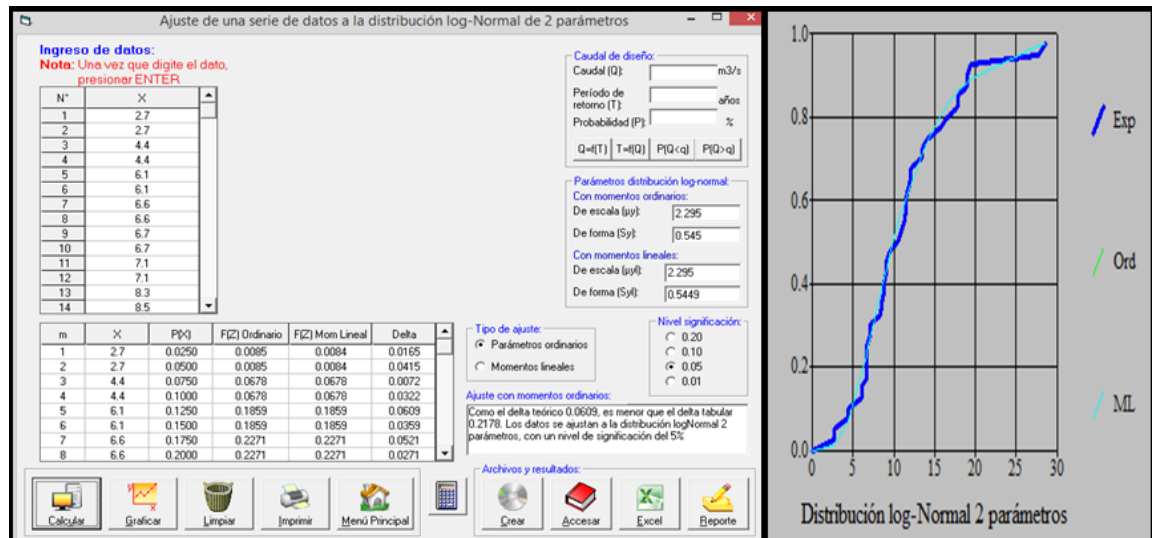 Ajuste de una serie de datos a la distribución log-Normal de 2 parámetros
Ingreso de datos:
Nota: Una vez que digite el dato,
presionar ENTER
N° X
1 2.7
2 2.7
3 4.4
4 4.4
5 6.1
6 6.1
7 6.6
8 6.6
9 6.7
10 6.7
11 7.1
12 7.1
13 8.3
14 8.5
Caudal de diseño:
Caudal (Q): m3/s
Período de
retorno (T): años
Probabilidad (P): %
Q=f(T) T=f(Q) P(Q<q) P(Q>q)
Parámetros distribución log-normal:
Con momentos ordinarios:
De escala (μy): 2.295
De forma (Sy): 0.545
Con momentos lineales:
De escala (μyl): 2.295
De forma (Syl): 0.5449
m X P(X) F(Z) Ordinario F(Z) Mom Lineal Delta
1 2.7 0.0250 0.0085 0.0084 0.0165
2 2.7 0.0500 0.0085 0.0084 0.0415
3 4.4 0.0750 0.0678 0.0678 0.0072
4 4.4 0.1000 0.0678 0.0678 0.0322
5 6.1 0.1250 0.1859 0.1859 0.0609
6 6.1 0.1500 0.1859 0.1859 0.0359
7 6.6 0.1750 0.2271 0.2271 0.0521
8 6.6 0.2000 0.2271 0.2271 0.0271
Tipo de ajuste:
Parámetros ordinarios
Momentos lineales
Nivel significación:
0.20
0.10
0.05
0.01
Ajuste con momentos ordinarios:
Como el delta teórico 0.0609, es menor que el delta tabular
0.2178. Los datos se ajustan a la distribución logNormal 2
parámetros, con un nivel de significación del 5%
Calcular Graficar Limpiar Imprimir Menú Principal
Archivos y resultados:
Crear Accesar Excel Reporte
1.0
0.8
0.6
0.4
0.2
0.0
0 5 10 15 20 25 30
Exp
Ord
ML
Distribución log-Normal 2 parámetros